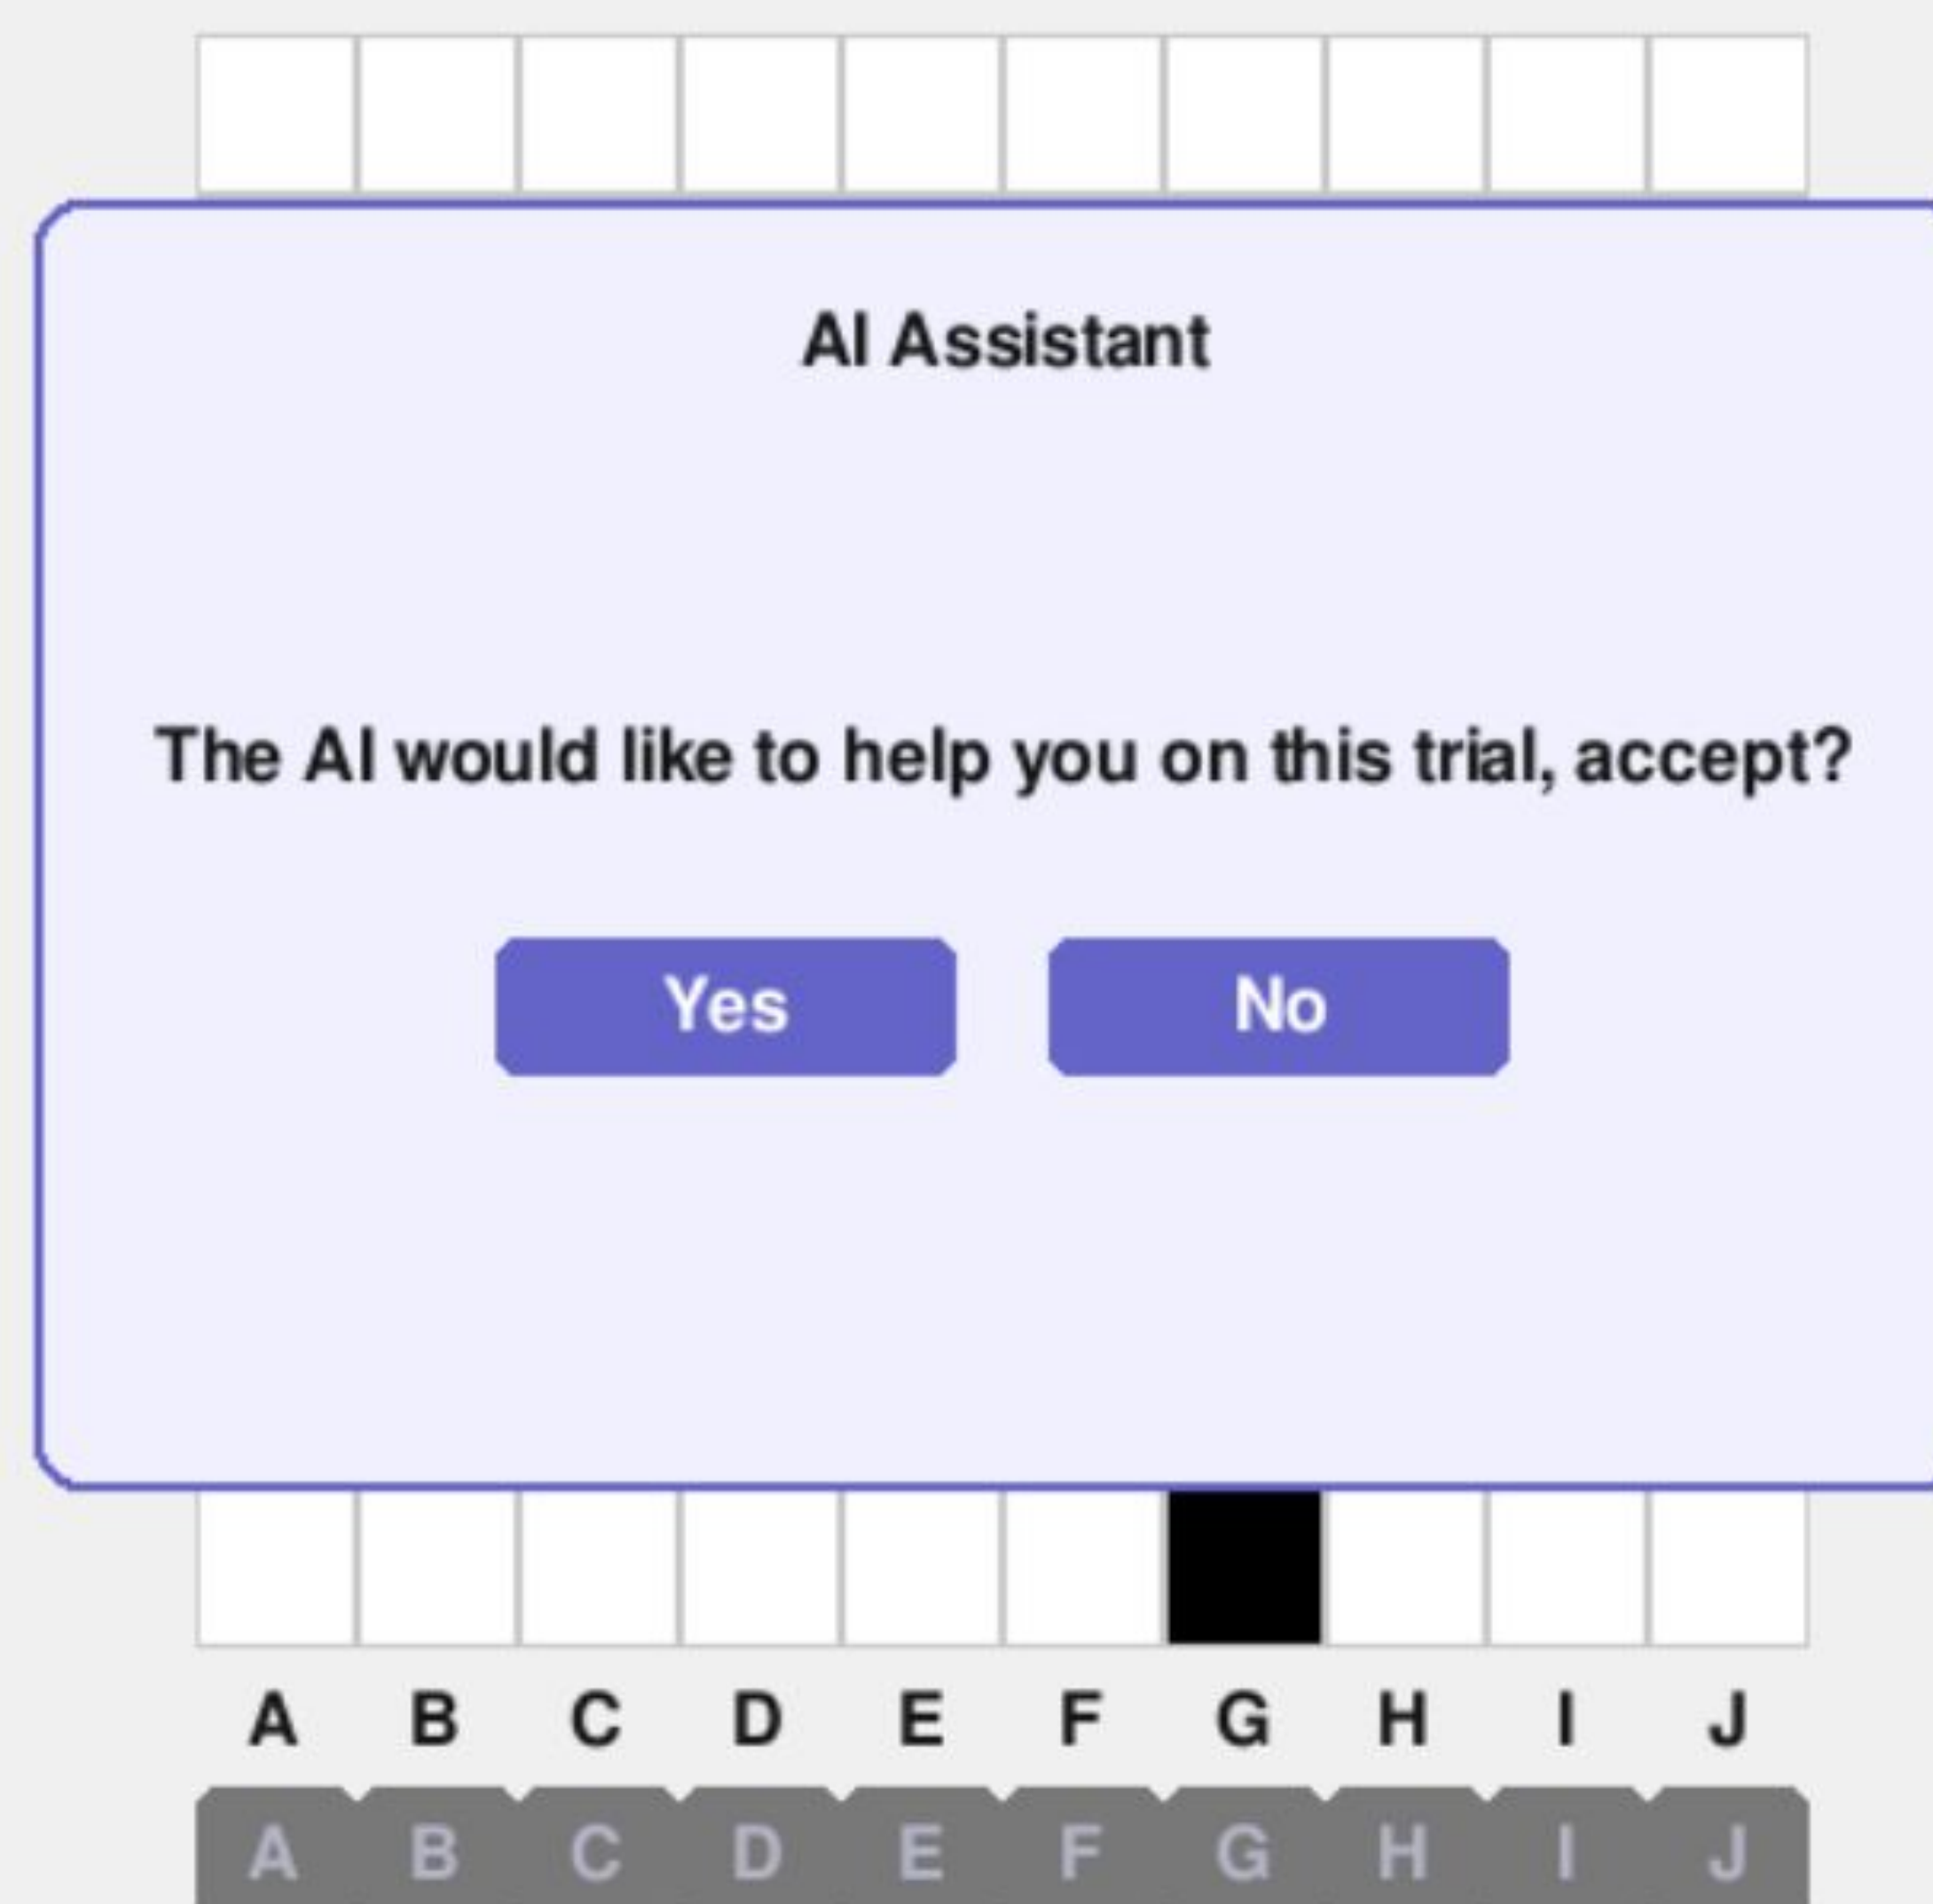 AI Assistant
The AI would like to help you on this trial, accept?
Yes No
A B C D E F G H I J
A B C D E F G H I J